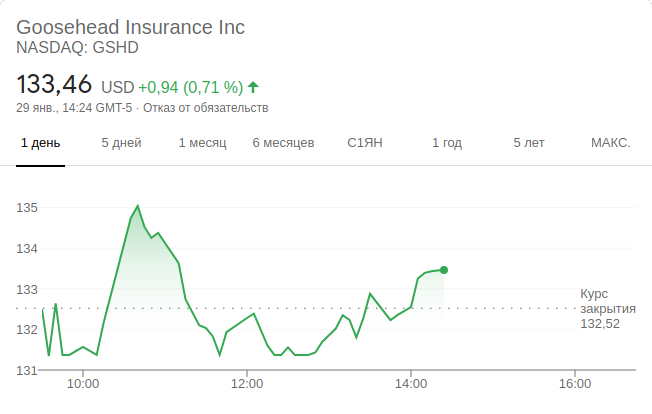 Goosehead Insurance Inc
NASDAQ: GSHD
133,46 USD +0,94 (0,71 %)
29 янв., 14:24 GMT-5 · Отказ от обязательств
1 день 5 дней 1 месяц 6 месяцев С1ЯН 1 год 5 лет МАКС.
135
134
133
Курс
закрытия
132,52
132
131
10:00 12:00 14:00 16:00